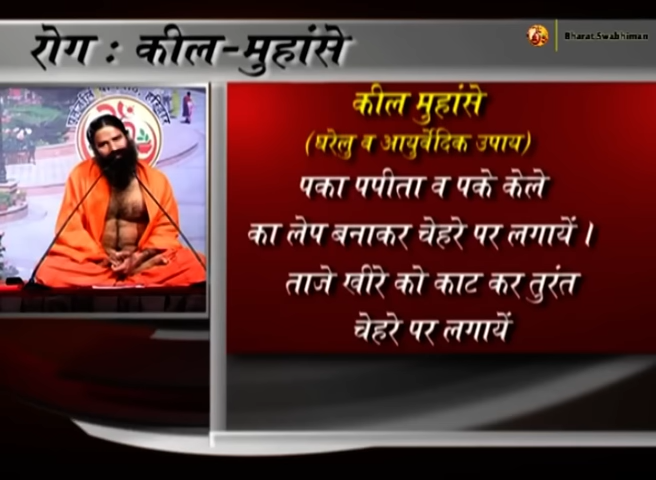 रोग : कील-मुहांसे
Bharat Swabhiman
कील मुहांसे
(घरेलु व आयुर्वेदिक उपाय)
पका पपीता व पके केले
का लेप बनाकर चेहरे पर लगायें ।
ताजे खीरे को काट कर तुरंत
चेहरे पर लगायें